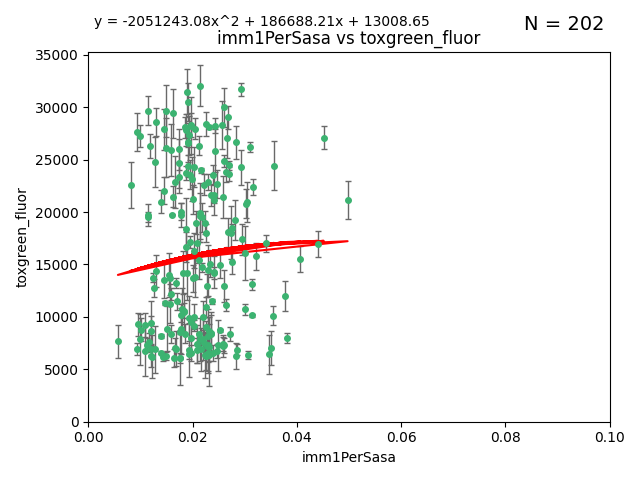 y = -2051243.08x^2 + 186688.21x + 13008.65
N = 202
imm1PerSasa vs toxgreen_fluor
35000
30000
25000
20000
15000
10000
5000
0
toxgreen_fluor
0.00 0.02 0.04 0.06 0.08 0.10
imm1PerSasa